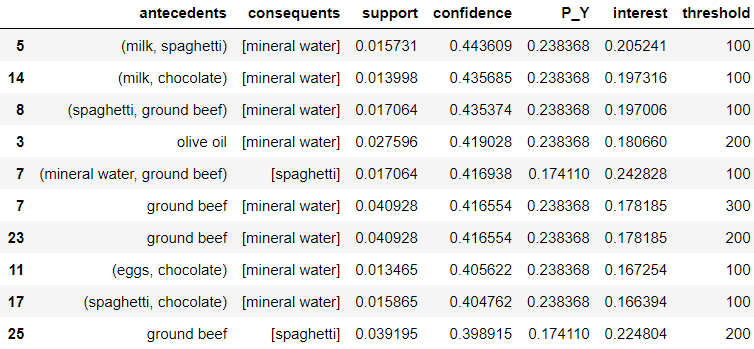 antecedents consequents support confidence P_Y interest threshold
5 (milk, spaghetti) [mineral water] 0.015731 0.443609 0.238368 0.205241 100
14 (milk, chocolate) [mineral water] 0.013998 0.435685 0.238368 0.197316 100
8 (spaghetti, ground beef) [mineral water] 0.017064 0.435374 0.238368 0.197006 100
3 olive oil [mineral water] 0.027596 0.419028 0.238368 0.180660 200
7 (mineral water, ground beef) [spaghetti] 0.017064 0.416938 0.174110 0.242828 100
7 ground beef [mineral water] 0.040928 0.416554 0.238368 0.178185 300
23 ground beef [mineral water] 0.040928 0.416554 0.238368 0.178185 200
11 (eggs, chocolate) [mineral water] 0.013465 0.405622 0.238368 0.167254 100
17 (spaghetti, chocolate) [mineral water] 0.015865 0.404762 0.238368 0.166394 100
25 ground beef [spaghetti] 0.039195 0.398915 0.174110 0.224804 200